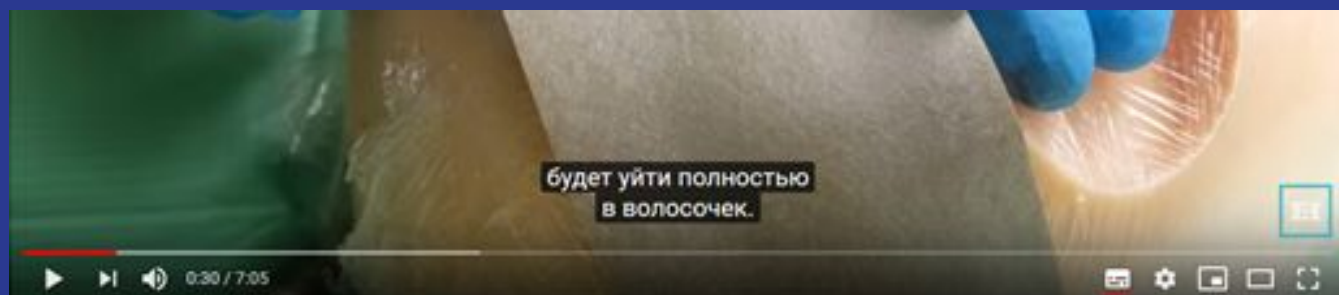 будет уйти полностью
в волосочек.
0:30 / 7:05